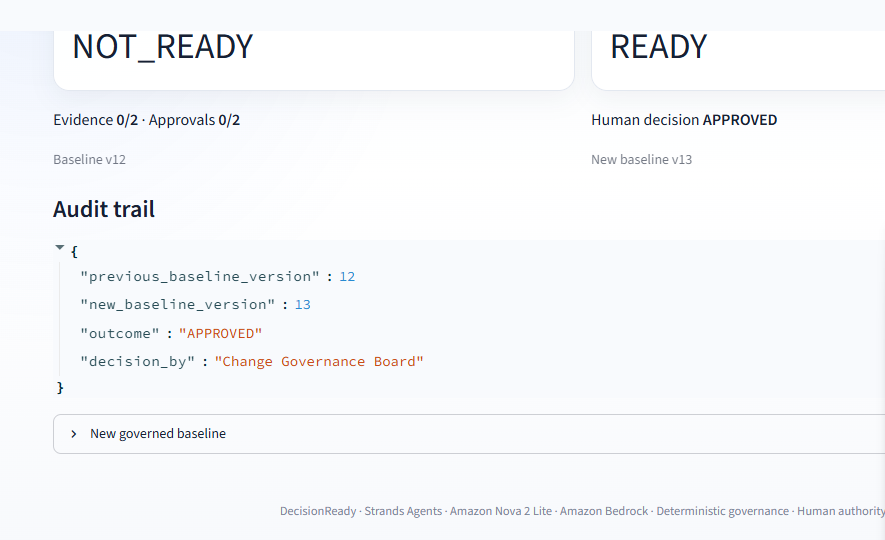 NOT_READY
READY
Evidence 0/2 · Approvals 0/2
Human decision APPROVED
Baseline v12
New baseline v13
Audit trail
{
"previous_baseline_version" : 12
"new_baseline_version" : 13
"outcome" : "APPROVED"
"decision_by" : "Change Governance Board"
}
New governed baseline
DecisionReady · Strands Agents · Amazon Nova 2 Lite · Amazon Bedrock · Deterministic governance · Human authority